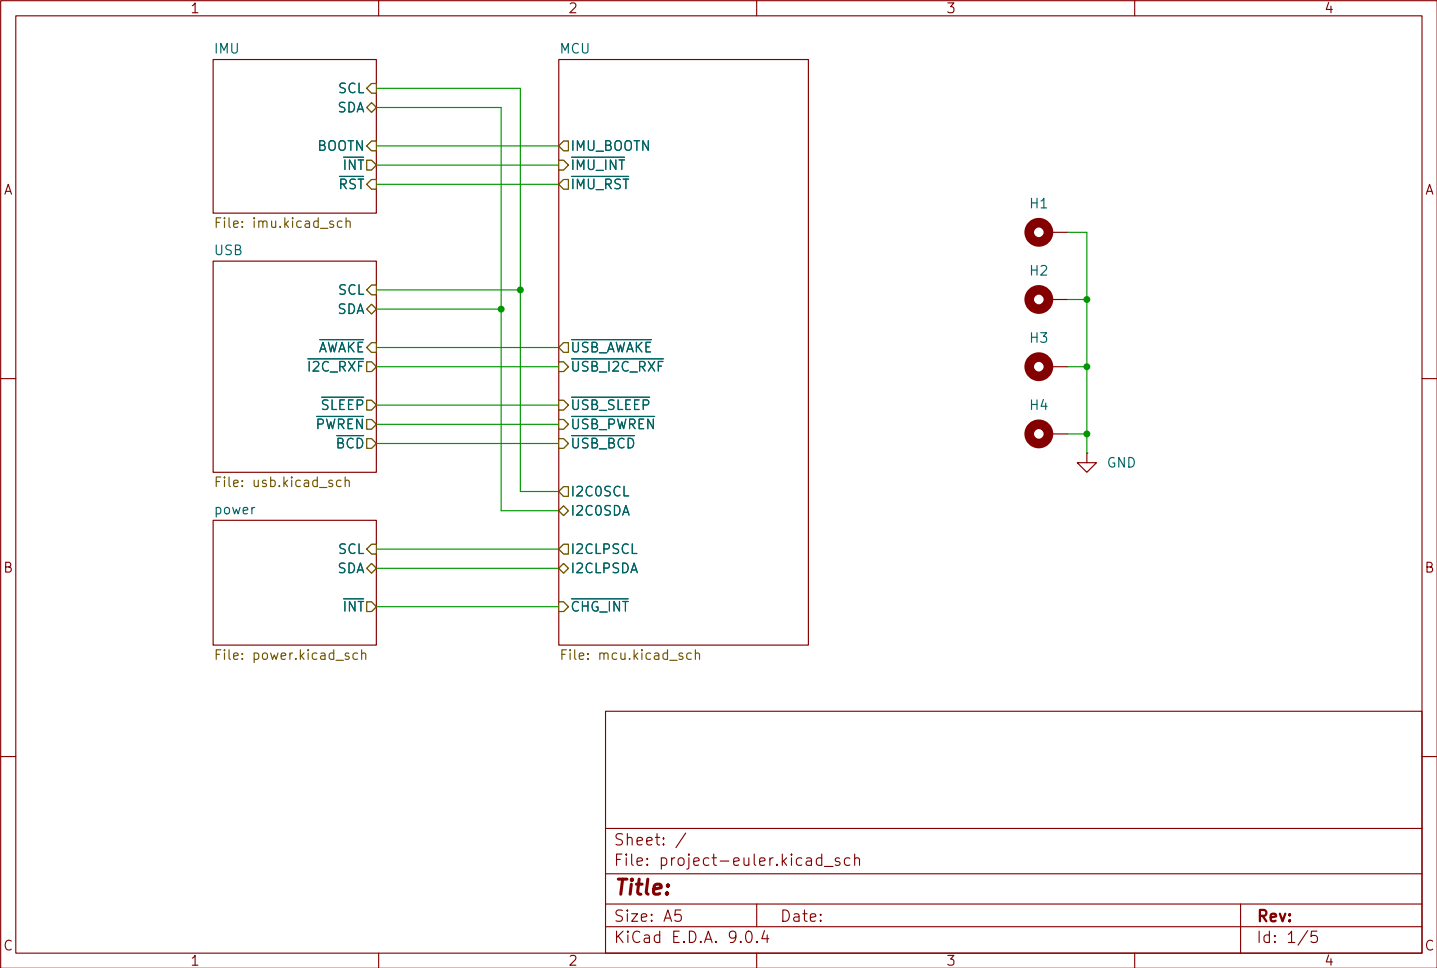 1 2 3 4
IMU
SCL
SDA
BOOTN
INT
RST
File: imu.kicad_sch
USB
SCL
SDA
AWAKE
I2C_RXF
SLEEP
PWREN
BCD
File: usb.kicad_sch
power
SCL
SDA
INT
File: power.kicad_sch
MCU
IMU_BOOTN
IMU_INT
IMU_RST
USB_AWAKE
USB_I2C_RXF
USB_SLEEP
USB_PWREN
USB_BCD
I2C0SCL
I2C0SDA
I2CLPSCL
I2CLPSDA
CHG_INT
File: mcu.kicad_sch
H1
H2
H3
H4
GND
A A
B B
C C
Sheet: /
File: project-euler.kicad_sch
Title:
Size: A5 Date: Rev:
KiCad E.D.A. 9.0.4 Id: 1/5
1 2 3 4